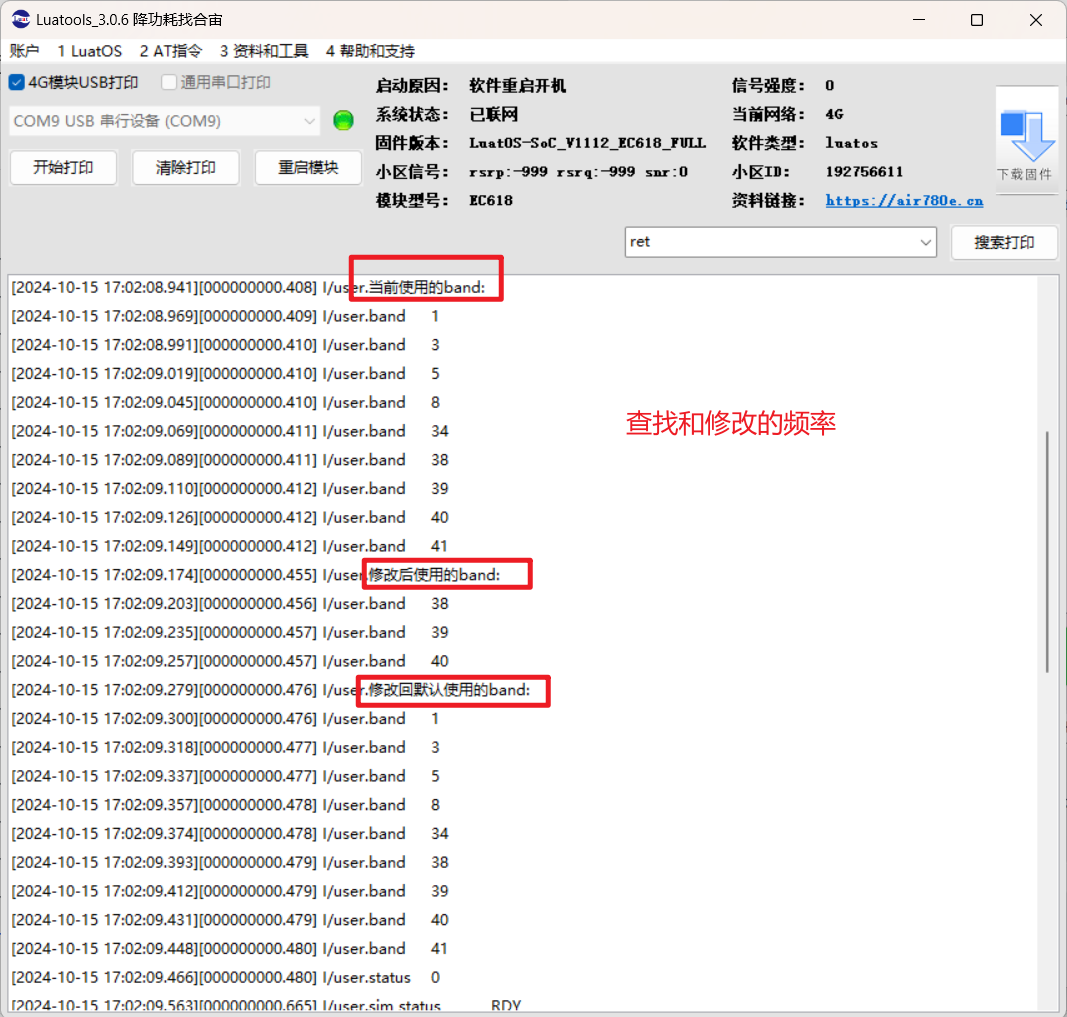 Luatools_3.0.6 降功耗找合宙
账户 1 LuatOS 2 AT指令 3 资料和工具 4 帮助和支持
4G模块USB打印 通用串口打印
COM9 USB 串行设备 (COM9)
开始打印 清除打印 重启模块
启动原因: 软件重启开机 信号强度: 0
系统状态: 已联网 当前网络: 4G
固件版本: LuatOS-SoC_V1112_EC618_FULL 软件类型: luatos
小区信号: rsrp:-999 rsrq:-999 snr:0 小区ID: 192756611
模块型号: EC618 资料链接: https://air780e.cn
下载固件
ret 搜索打印
[2024-10-15 17:02:08.941][000000000.408] I/user.当前使用的band:
[2024-10-15 17:02:08.969][000000000.409] I/user.band 1
[2024-10-15 17:02:08.991][000000000.410] I/user.band 3
[2024-10-15 17:02:09.019][000000000.410] I/user.band 5
[2024-10-15 17:02:09.045][000000000.410] I/user.band 8
查找和修改的频率
[2024-10-15 17:02:09.069][000000000.411] I/user.band 34
[2024-10-15 17:02:09.089][000000000.411] I/user.band 38
[2024-10-15 17:02:09.110][000000000.412] I/user.band 39
[2024-10-15 17:02:09.126][000000000.412] I/user.band 40
[2024-10-15 17:02:09.149][000000000.412] I/user.band 41
[2024-10-15 17:02:09.174][000000000.455] I/user.修改后使用的band:
[2024-10-15 17:02:09.203][000000000.456] I/user.band 38
[2024-10-15 17:02:09.235][000000000.457] I/user.band 39
[2024-10-15 17:02:09.257][000000000.457] I/user.band 40
[2024-10-15 17:02:09.279][000000000.476] I/user.修改回默认使用的band:
[2024-10-15 17:02:09.300][000000000.476] I/user.band 1
[2024-10-15 17:02:09.318][000000000.477] I/user.band 3
[2024-10-15 17:02:09.337][000000000.477] I/user.band 5
[2024-10-15 17:02:09.357][000000000.478] I/user.band 8
[2024-10-15 17:02:09.374][000000000.478] I/user.band 34
[2024-10-15 17:02:09.393][000000000.479] I/user.band 38
[2024-10-15 17:02:09.412][000000000.479] I/user.band 39
[2024-10-15 17:02:09.431][000000000.479] I/user.band 40
[2024-10-15 17:02:09.448][000000000.480] I/user.band 41
[2024-10-15 17:02:09.466][000000000.480] I/user.status 0
[2024-10-15 17:02:09.563][000000000.665] I/user.sim status RDY